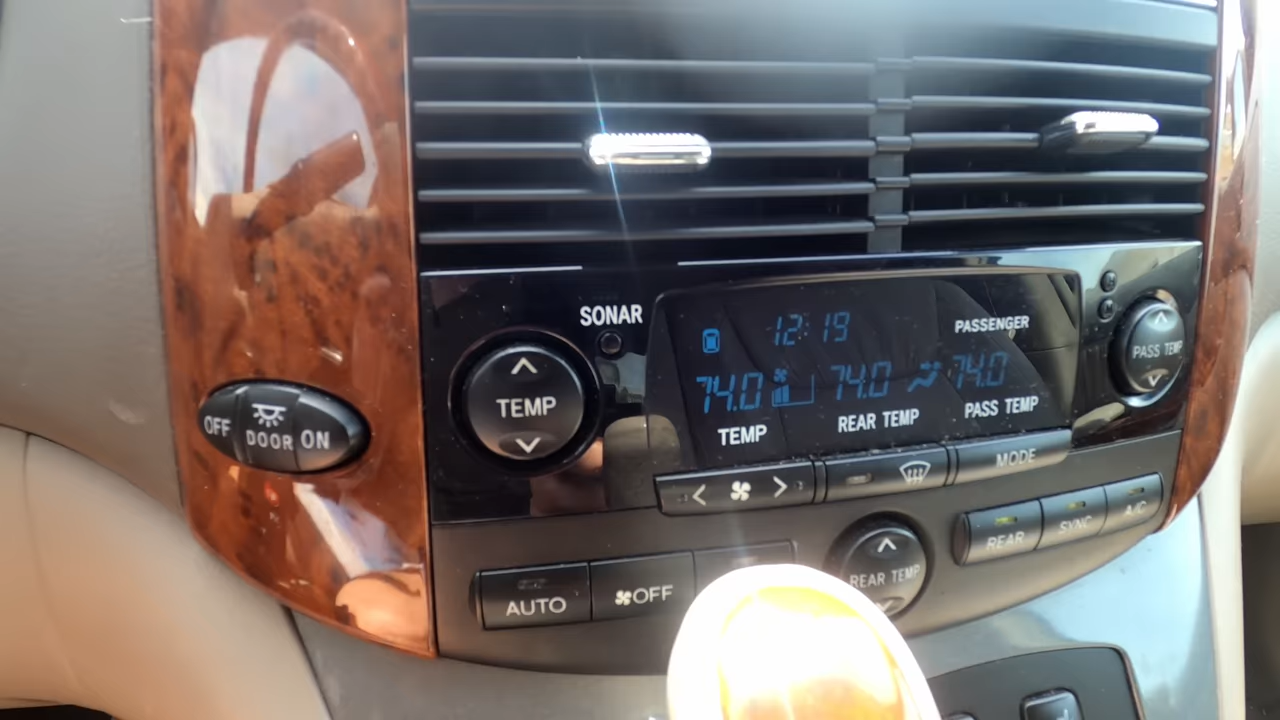 SONAR
12:19
PASSENGER
74.0 74.0 74.0
TEMP
REAR TEMP
PASS TEMP
TEMP
PASS TEMP
OFF DOOR ON
MODE
REAR SYNC A/C
REAR TEMP
AUTO OFF